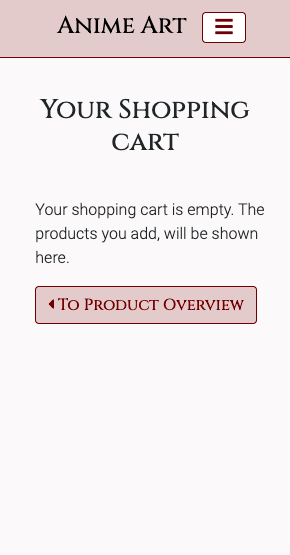 Anime Art
Your Shopping
cart
Your shopping cart is empty. The
products you add, will be shown
here.
To Product Overview